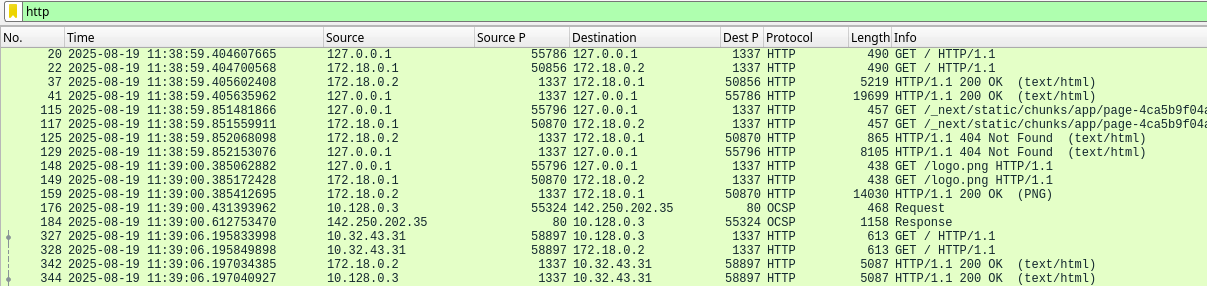 http
No. Time Source Source P Destination Dest P Protocol Length Info
20 2025-08-19 11:38:59.404607665 127.0.0.1 55786 127.0.0.1 1337 HTTP 490 GET / HTTP/1.1
22 2025-08-19 11:38:59.404700568 172.18.0.1 50856 172.18.0.2 1337 HTTP 490 GET / HTTP/1.1
37 2025-08-19 11:38:59.405602408 172.18.0.2 1337 172.18.0.1 50856 HTTP 5219 HTTP/1.1 200 OK (text/html)
41 2025-08-19 11:38:59.405635962 127.0.0.1 1337 127.0.0.1 55786 HTTP 19699 HTTP/1.1 200 OK (text/html)
115 2025-08-19 11:38:59.851481866 127.0.0.1 55796 127.0.0.1 1337 HTTP 457 GET /_next/static/chunks/app/page-4ca5b9f04a
117 2025-08-19 11:38:59.851559911 172.18.0.1 50870 172.18.0.2 1337 HTTP 457 GET /_next/static/chunks/app/page-4ca5b9f04a
125 2025-08-19 11:38:59.852068098 172.18.0.2 1337 172.18.0.1 50870 HTTP 865 HTTP/1.1 404 Not Found (text/html)
129 2025-08-19 11:38:59.852153076 127.0.0.1 1337 127.0.0.1 55796 HTTP 8105 HTTP/1.1 404 Not Found (text/html)
148 2025-08-19 11:39:00.385062882 127.0.0.1 55796 127.0.0.1 1337 HTTP 438 GET /logo.png HTTP/1.1
149 2025-08-19 11:39:00.385172428 172.18.0.1 50870 172.18.0.2 1337 HTTP 438 GET /logo.png HTTP/1.1
159 2025-08-19 11:39:00.385412695 172.18.0.2 1337 172.18.0.1 50870 HTTP 14030 HTTP/1.1 200 OK (PNG)
176 2025-08-19 11:39:00.431393962 10.128.0.3 55324 142.250.202.35 80 OCSP 468 Request
184 2025-08-19 11:39:00.612753470 142.250.202.35 80 10.128.0.3 55324 OCSP 1158 Response
327 2025-08-19 11:39:06.195833998 10.32.43.31 58897 10.128.0.3 1337 HTTP 613 GET / HTTP/1.1
328 2025-08-19 11:39:06.195849898 10.32.43.31 58897 172.18.0.2 1337 HTTP 613 GET / HTTP/1.1
342 2025-08-19 11:39:06.197034385 172.18.0.2 1337 10.32.43.31 58897 HTTP 5087 HTTP/1.1 200 OK (text/html)
344 2025-08-19 11:39:06.197040927 10.128.0.3 1337 10.32.43.31 58897 HTTP 5087 HTTP/1.1 200 OK (text/html)